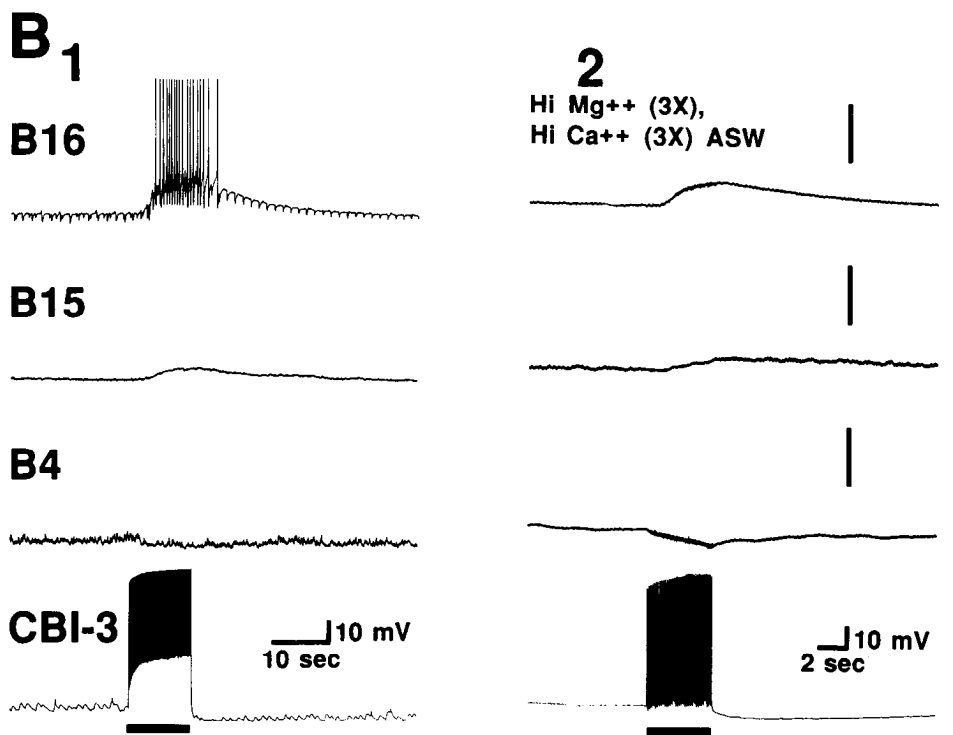 B 1
2
Hi Mg++ (3X),
Hi Ca++ (3X) ASW
B16
B15
B4
CBI-3
10 mV
10 sec
10 mV
2 sec